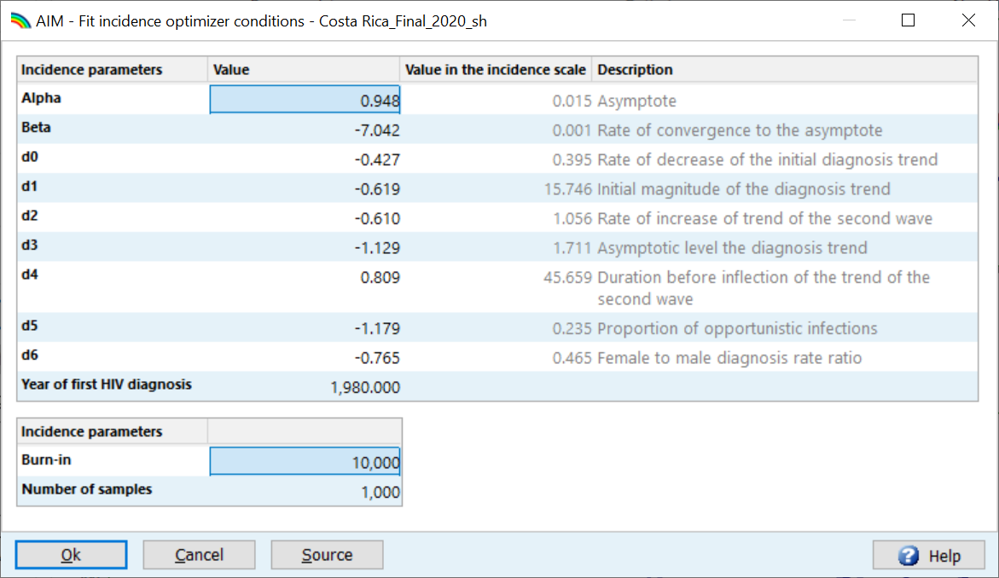 AIM - Fit incidence optimizer conditions - Costa Rica_Final_2020_sh
Incidence parameters Value Value in the incidence scale Description
Alpha 0.948 0.015 Asymptote
Beta -7.042 0.001 Rate of convergence to the asymptote
d0 -0.427 0.395 Rate of decrease of the initial diagnosis trend
d1 -0.619 15.746 Initial magnitude of the diagnosis trend
d2 -0.610 1.056 Rate of increase of trend of the second wave
d3 -1.129 1.711 Asymptotic level the diagnosis trend
d4 0.809 45.659 Duration before inflection of the trend of the
second wave
d5 -1.179 0.235 Proportion of opportunistic infections
d6 -0.765 0.465 Female to male diagnosis rate ratio
Year of first HIV diagnosis 1,980.000
Incidence parameters
Burn-in 10,000
Number of samples 1,000
Ok Cancel Source ? Help